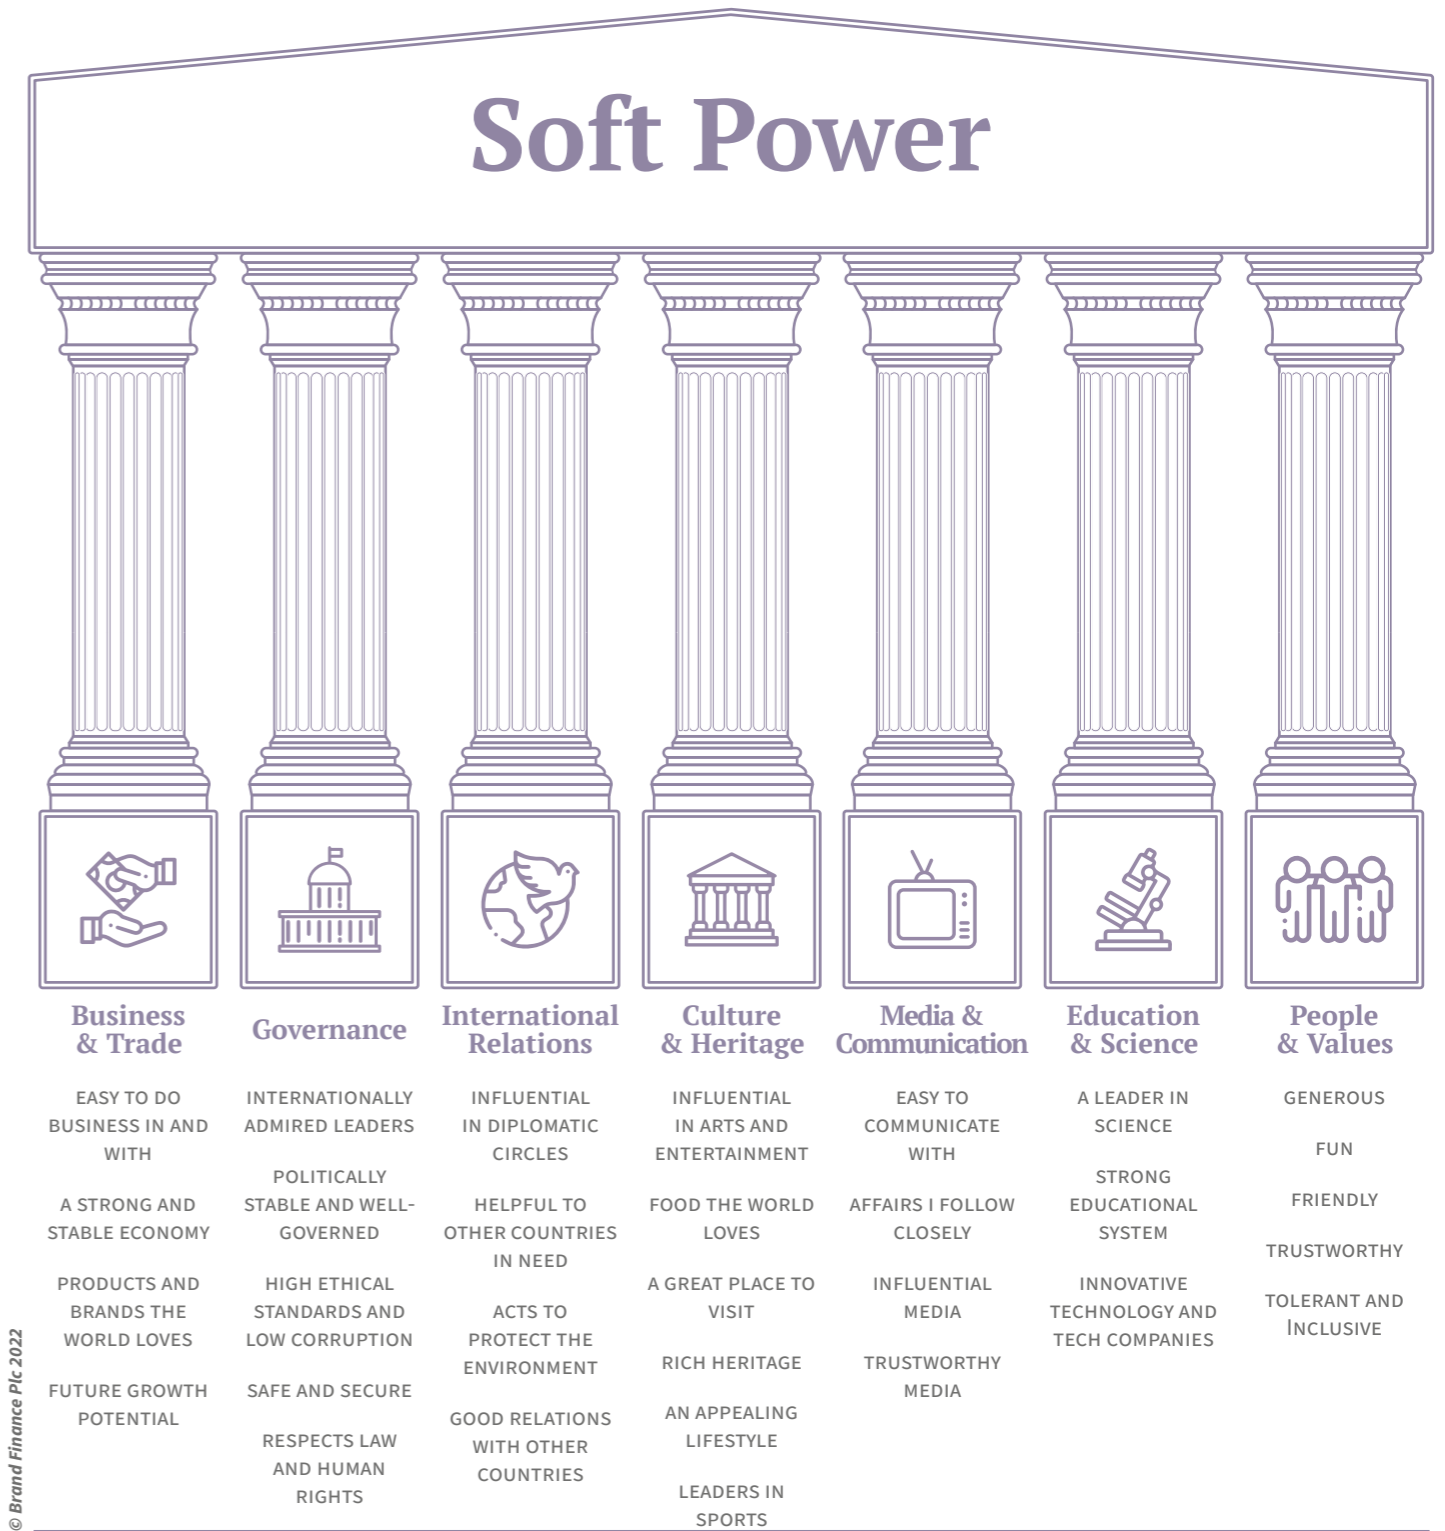 Soft Power
Business
& Trade
EASY TO DO
BUSINESS IN AND
WITH
A STRONG AND
STABLE ECONOMY
PRODUCTS AND
BRANDS THE
WORLD LOVES
FUTURE GROWTH
POTENTIAL
Governance
INTERNATIONALLY
ADMIRED LEADERS
POLITICALLY
STABLE AND WELL-
GOVERNED
HIGH ETHICAL
STANDARDS AND
LOW CORRUPTION
SAFE AND SECURE
RESPECTS LAW
AND HUMAN
RIGHTS
International
Relations
INFLUENTIAL
IN DIPLOMATIC
CIRCLES
HELPFUL TO
OTHER COUNTRIES
IN NEED
ACTS TO
PROTECT THE
ENVIRONMENT
GOOD RELATIONS
WITH OTHER
COUNTRIES
Culture
& Heritage
INFLUENTIAL
IN ARTS AND
ENTERTAINMENT
FOOD THE WORLD
LOVES
A GREAT PLACE TO
VISIT
RICH HERITAGE
AN APPEALING
LIFESTYLE
LEADERS IN
SPORTS
Media &
Communication
EASY TO
COMMUNICATE
WITH
AFFAIRS I FOLLOW
CLOSELY
INFLUENTIAL
MEDIA
TRUSTWORTHY
MEDIA
Education
& Science
A LEADER IN
SCIENCE
STRONG
EDUCATIONAL
SYSTEM
INNOVATIVE
TECHNOLOGY AND
TECH COMPANIES
People
& Values
GENEROUS
FUN
FRIENDLY
TRUSTWORTHY
TOLERANT AND
INCLUSIVE
© Brand Finance Plc 2022